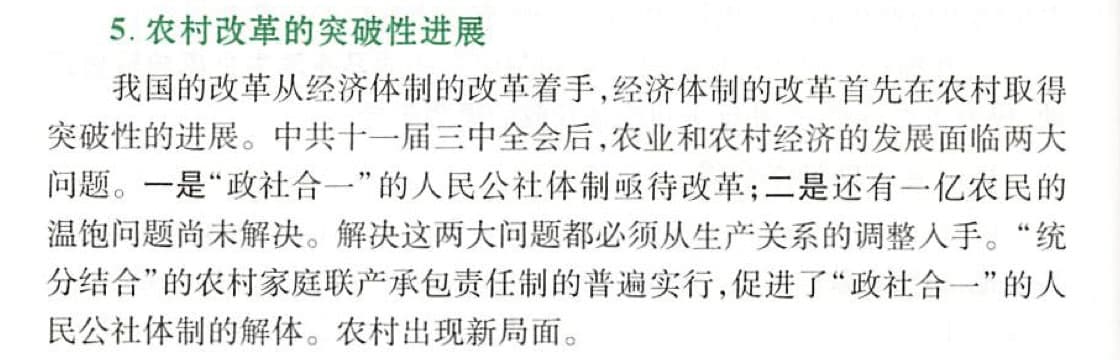 5. 农村改革的突破性进展
我国的改革从经济体制的改革着手,经济体制的改革首先在农村取得
突破性的进展。中共十一届三中全会后,农业和农村经济的发展面临两大
问题。一是“政社合一”的人民公社体制亟待改革;二是还有一亿农民的
温饱问题尚未解决。解决这两大问题都必须从生产关系的调整入手。“统
分结合”的农村家庭联产承包责任制的普遍实行,促进了“政社合一”的人
民公社体制的解体。农村出现新局面。